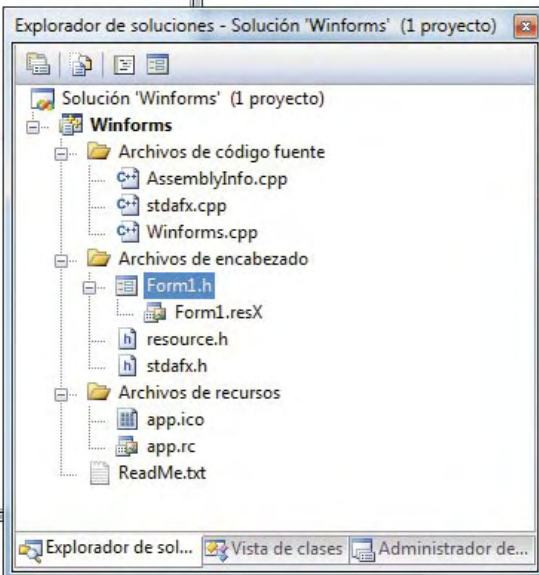 Explorador de soluciones - Solución 'Winforms' (1 proyecto)
Solución 'Winforms' (1 proyecto)
Winforms
Archivos de código fuente
AssemblyInfo.cpp
stdafx.cpp
Winforms.cpp
Archivos de encabezado
Form1.h
Form1.resX
resource.h
stdafx.h
Archivos de recursos
app.ico
app.rc
ReadMe.txt
Explorador de sol... Vista de clases Administrador de...